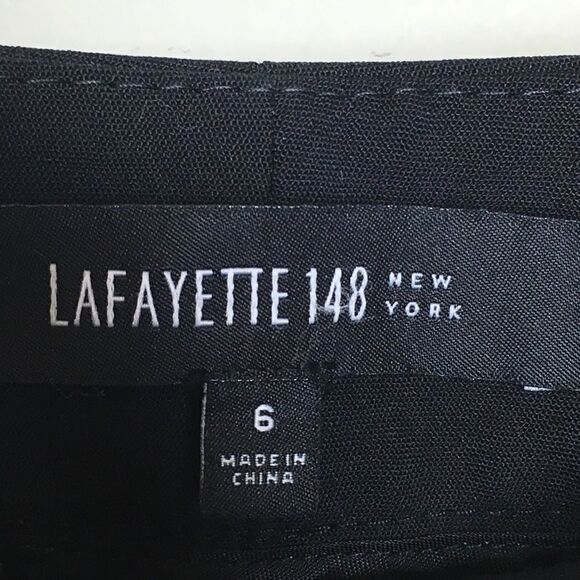 LAFAYETTE 148 NEW YORK
6
MADE IN
CHINA